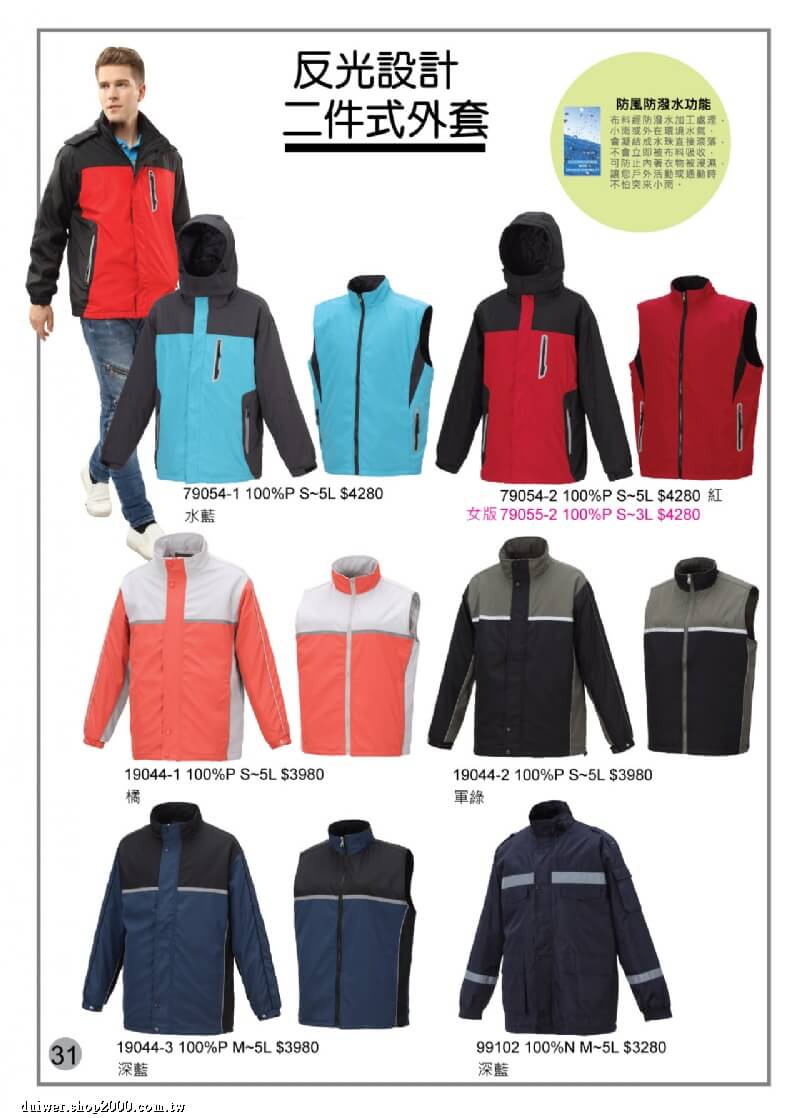 反光設計
二件式外套
防風防潑水功能
布料經防潑水加工處理，
小雨或外在環境水氣，
會凝結成水珠直接滾落，
不會立即被布料吸收，
可防止內著衣物被浸濕，
讓您戶外活動或通勤時
不怕突來小雨。
79054-1 100%P S~5L $4280
水藍
79054-2 100%P S~5L $4280 紅
女版 79055-2 100%P S~3L $4280
19044-1 100%P S~5L $3980
橘
19044-2 100%P S~5L $3980
軍綠
19044-3 100%P M~5L $3980
深藍
99102 100%N M~5L $3280
深藍
31
duiwer.shop2000.com.tw